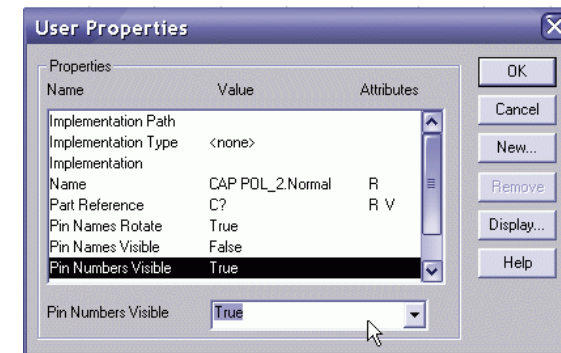 User Properties
Properties
Name Value Attributes
Implementation Path
Implementation Type <none>
Implementation
Name CAP POL_2.Normal R
Part Reference C? R V
Pin Names Rotate True
Pin Names Visible False
Pin Numbers Visible True
Pin Numbers Visible True
OK
Cancel
New...
Remove
Display...
Help